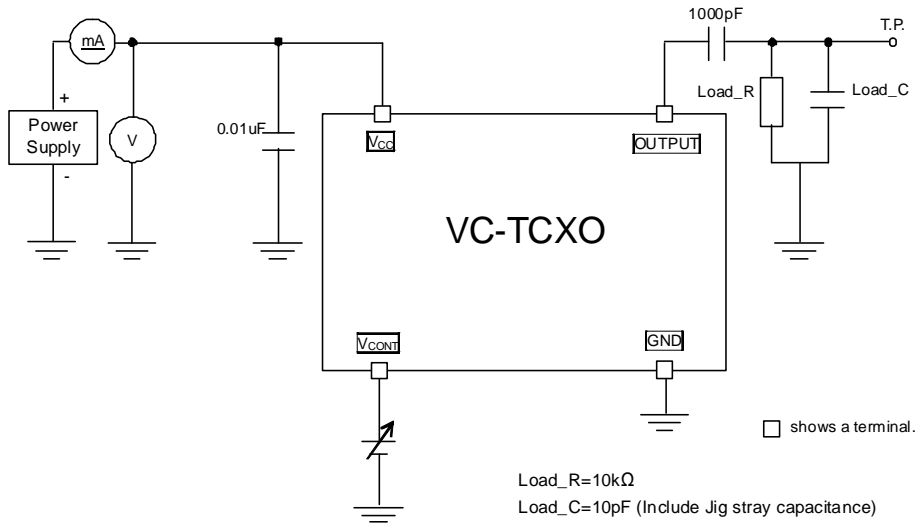 1000pF
T.P.
mA
+
Power
Supply
-
V
0.01uF
Load_R
Load_C
VCC
OUTPUT
VC-TCXO
VCONT
GND
shows a terminal.
Load_R=10kΩ
Load_C=10pF (Include Jig stray capacitance)